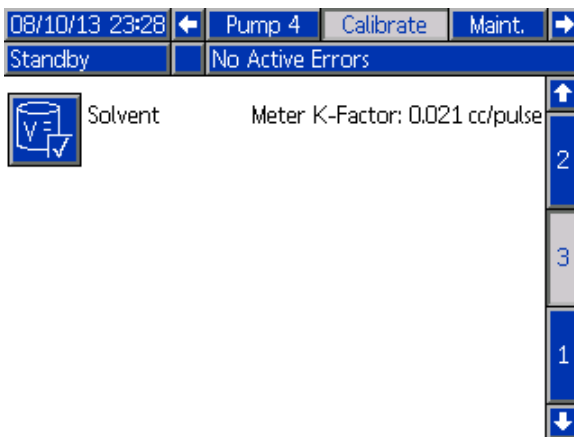 08/10/13 23:28 Pump 4 Calibrate Maint.
Standby No Active Errors
Solvent Meter K-Factor: 0.021 cc/pulse
V=
2
3
1